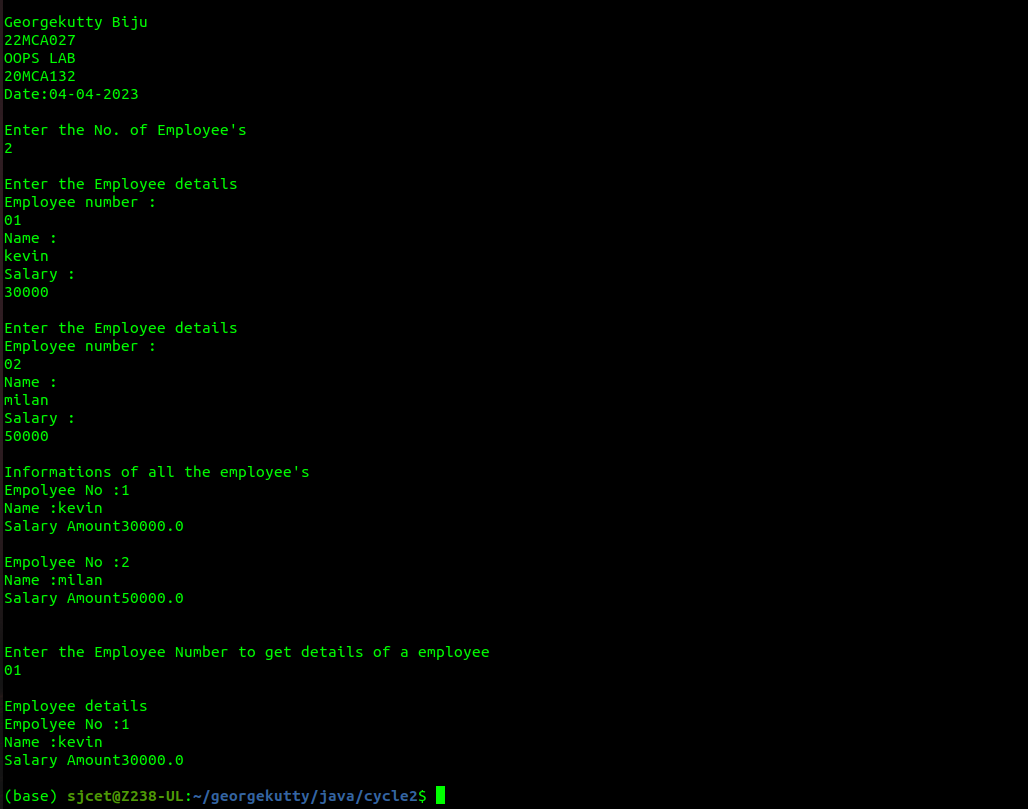 Georgekutty Biju
22MCA027
OOPS LAB
20MCA132
Date:04-04-2023
Enter the No. of Employee's
2
Enter the Employee details
Employee number :
01
Name :
kevin
Salary :
30000
Enter the Employee details
Employee number :
02
Name :
milan
Salary :
50000
Informations of all the employee's
Empolyee No :1
Name :kevin
Salary Amount30000.0
Empolyee No :2
Name :milan
Salary Amount50000.0
Enter the Employee Number to get details of a employee
01
Employee details
Empolyee No :1
Name :kevin
Salary Amount30000.0
(base) sjcet@Z238-UL:~/georgekutty/java/cycle2$